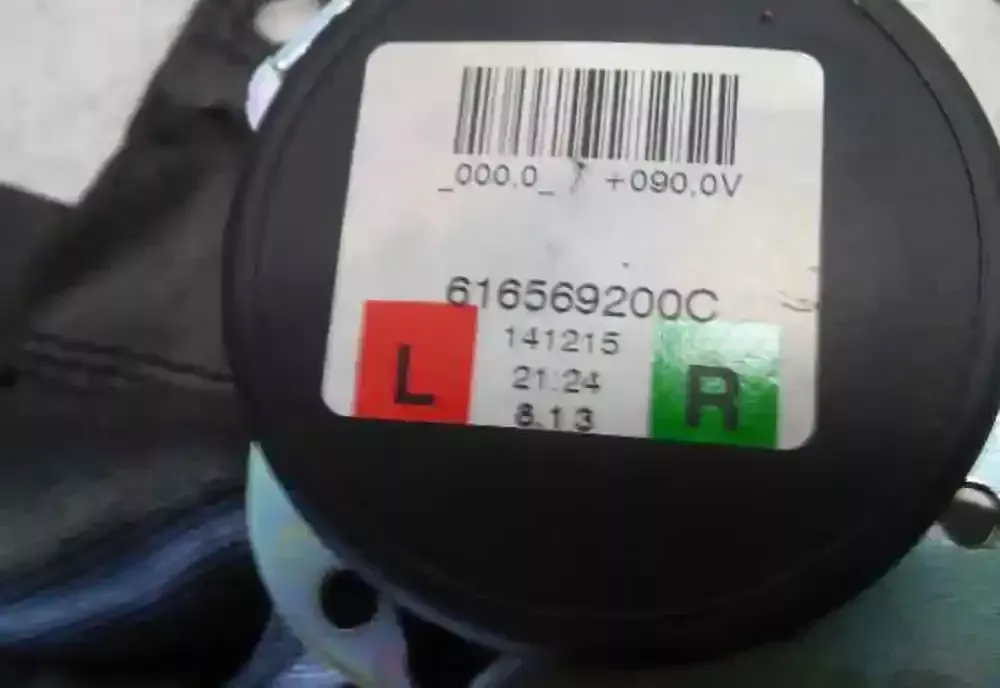 _000.0_ / +090.0V
616569200C
141215
L
21:24
R
8.13